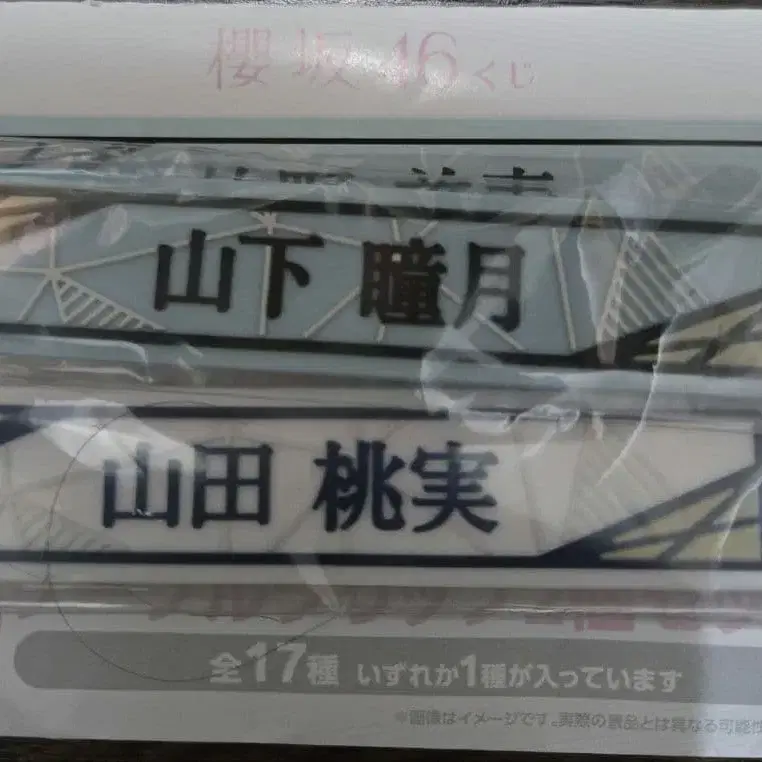 櫻坂46くじ
山下 瞳月
山田 桃実
全17種 いずれか1種が入っています
※画像はイメージです。実際の景品とは異なる可能性